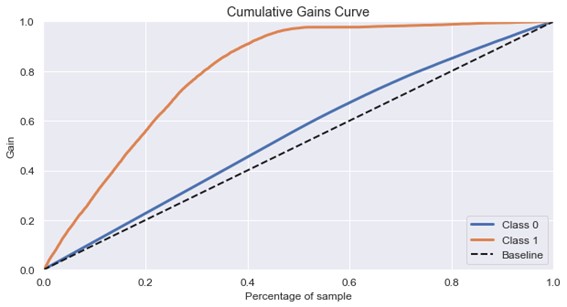 Cumulative Gains Curve
1.0
0.8
0.6
0.4
0.2
0.0
Gain
0.0 0.2 0.4 0.6 0.8 1.0
Percentage of sample
Class 0
Class 1
Baseline